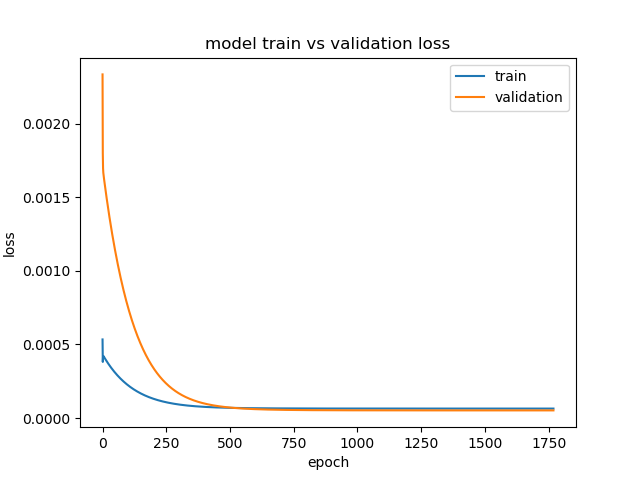 model train vs validation loss
train
validation
0.0020
0.0015
0.0010
0.0005
0.0000
loss
0 250 500 750 1000 1250 1500 1750
epoch